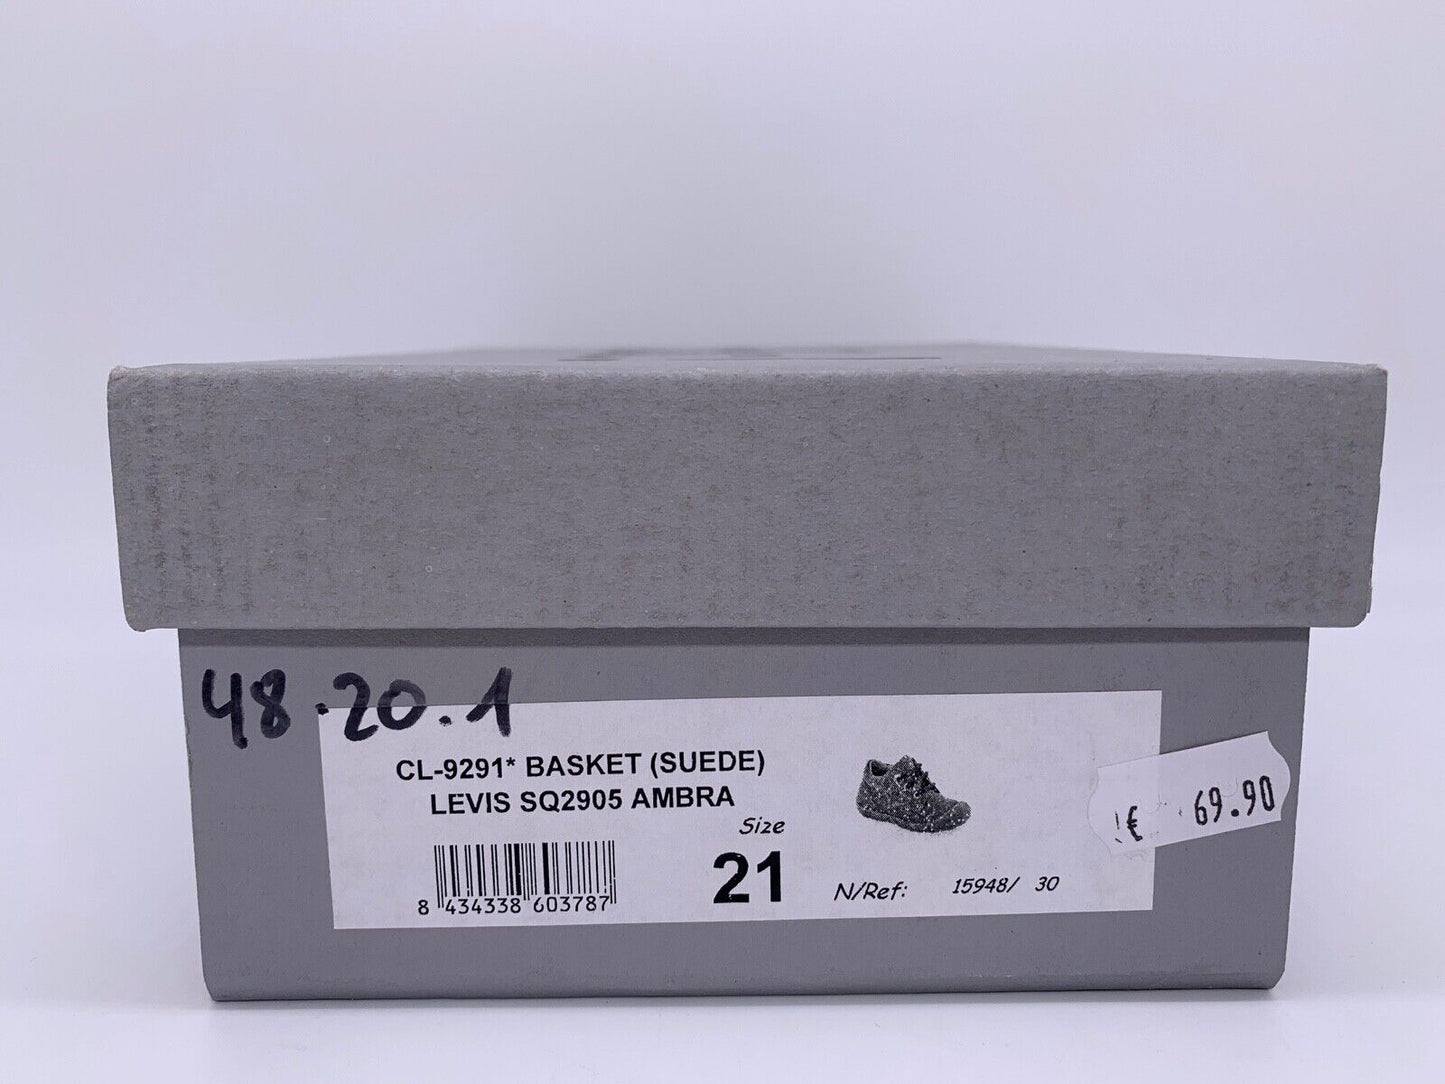 48.20.1
CL-9291* BASKET (SUEDE)
LEVIS SQ2905 AMBRA
Size
21
8 434338 603787
N/Ref: 15948/ 30
€ 69.90